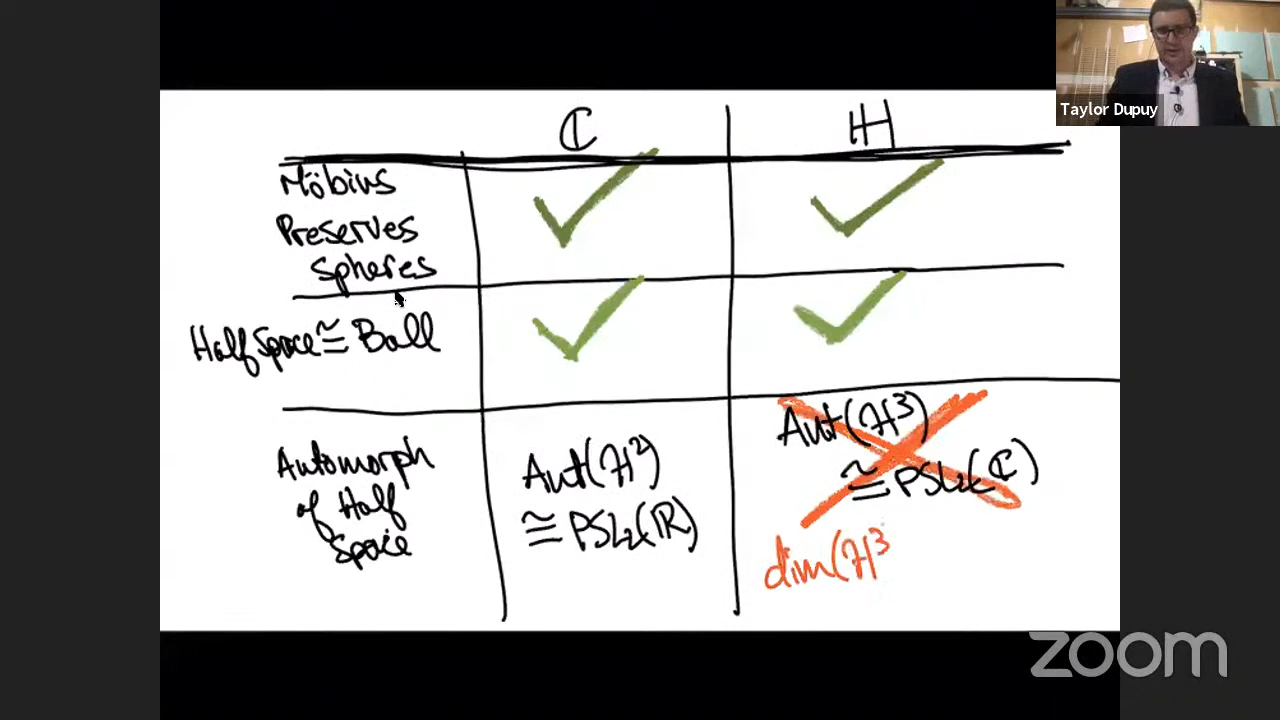 Taylor Dupuy
ℂ ℍ
Möbius
Preserves
Spheres
Half Space ≅ Ball
Automorph
of Half
Space
Aut(H²)
≅ PSL₂(ℝ)
Aut(H³)
≅ PSL₂(ℂ)
dim(H³
zoom